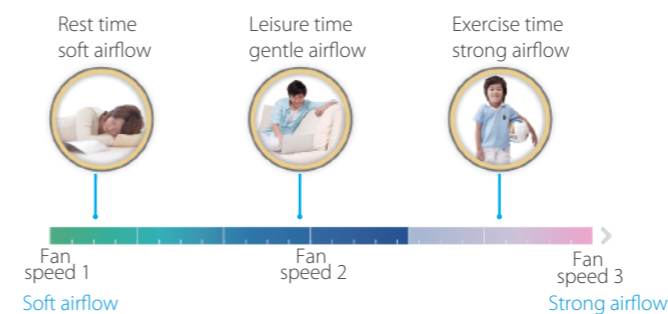 Rest time
soft airflow
Leisure time
gentle airflow
Exercise time
strong airflow
Fan
speed 1
Fan
speed 2
Fan
speed 3
Soft airflow
Strong airflow